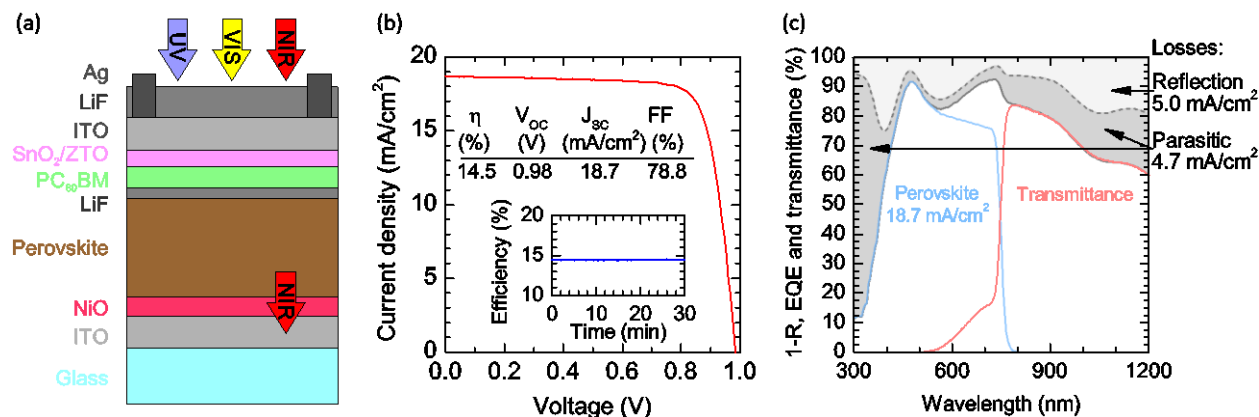 (a)
UV
VIS
NIR
Ag
LiF
ITO
SnO₂/ZTO
PC₆₀BM
LiF
Perovskite
NiO
NIR
ITO
Glass
(b)
Current density (mA/cm²)
20
15
10
5
0
η V_OC J_SC FF
(%) (V) (mA/cm²) (%)
14.5 0.98 18.7 78.8
Efficiency (%)
20
15
10
0 10 20 30
Time (min)
0.0 0.2 0.4 0.6 0.8 1.0
Voltage (V)
(c)
1-R, EQE and transmittance (%)
100
90
80
70
60
50
40
30
20
10
0
Perovskite
18.7 mA/cm²
Transmittance
300 600 900 1200
Wavelength (nm)
Losses:
Reflection
5.0 mA/cm²
Parasitic
4.7 mA/cm²